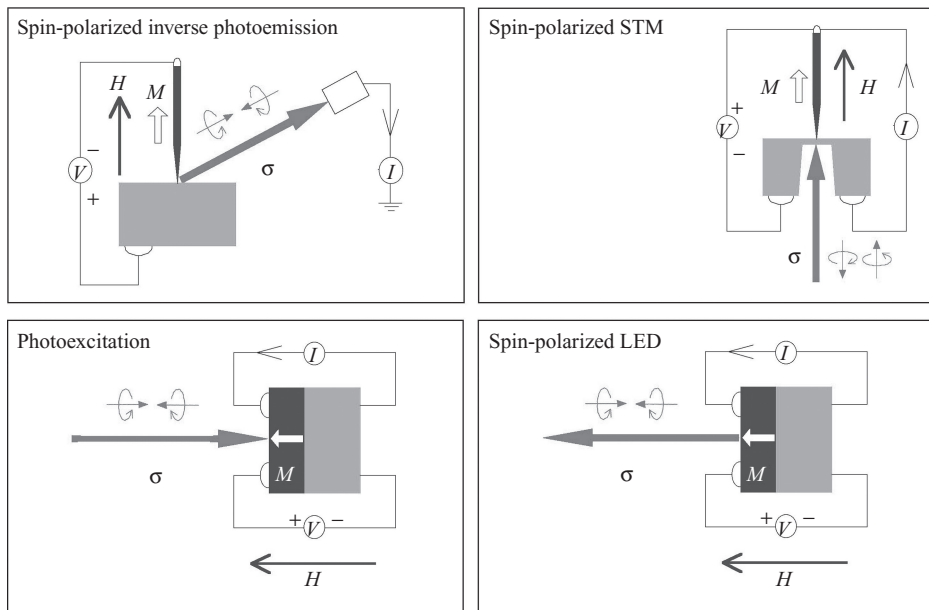 Spin-polarized inverse photoemission
H
M
−
V
+
σ
I
Spin-polarized STM
M
H
+
V
−
I
σ
Photoexcitation
I
σ
M
+ V −
H
Spin-polarized LED
I
σ
M
+ V −
H